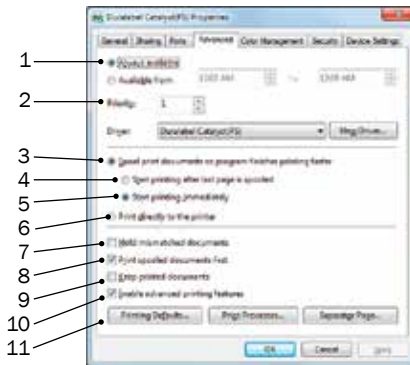 Duralabel Catalyst(FS) Properties
General Sharing Ports Advanced Color Management Security Device Settings
1 Always available
Available from To
2 Priority: 1
Driver: Duralabel Catalyst(FS) New Driver...
3 Spool print documents so program finishes printing faster
4 Start printing after last page is spooled
5 Start printing immediately
6 Print directly to the printer
7 Hold mismatched documents
8 Print spooled documents first
9 Keep printed documents
10 Enable advanced printing features
11 Printing Defaults... Print Processor... Separator Page...
OK Cancel Apply